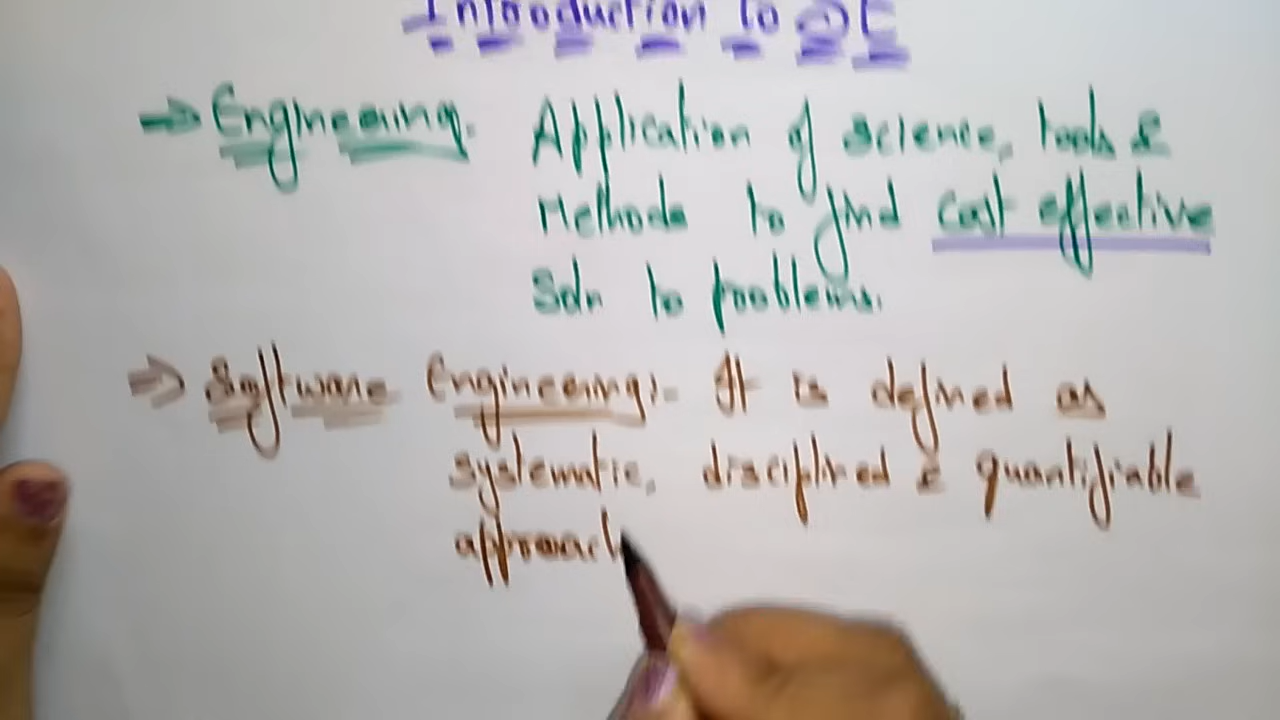 Introduction to SE
⇒ Engineering. Application of science, tools &
Methods to find cost effective
Soln to problems.
⇒ Software Engineering:- It is defined as
systematic, disciplined & quantifiable
approach